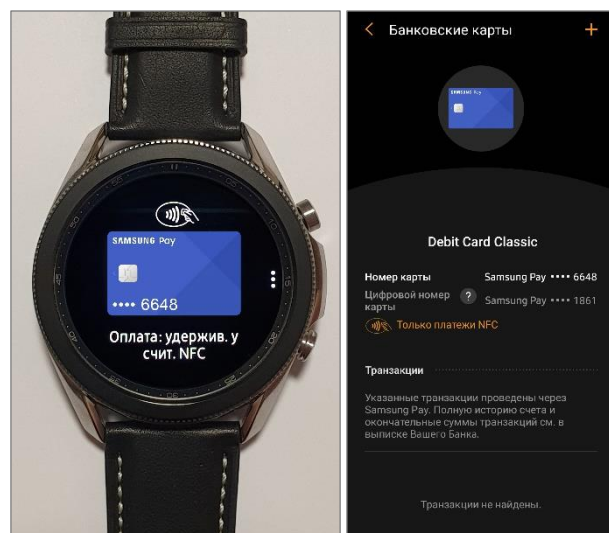 SAMSUNG Pay
•••• 6648
Оплата: удержив. у
счит. NFC
Банковские карты
SAMSUNG Pay
Debit Card Classic
Номер карты Samsung Pay •••• 6648
Цифровой номер
карты ? Samsung Pay •••• 1861
Только платежи NFC
Транзакции
Указанные транзакции проведены через
Samsung Pay. Полную историю счета и
окончательные суммы транзакций см. в
выписке Вашего Банка.
Транзакции не найдены.